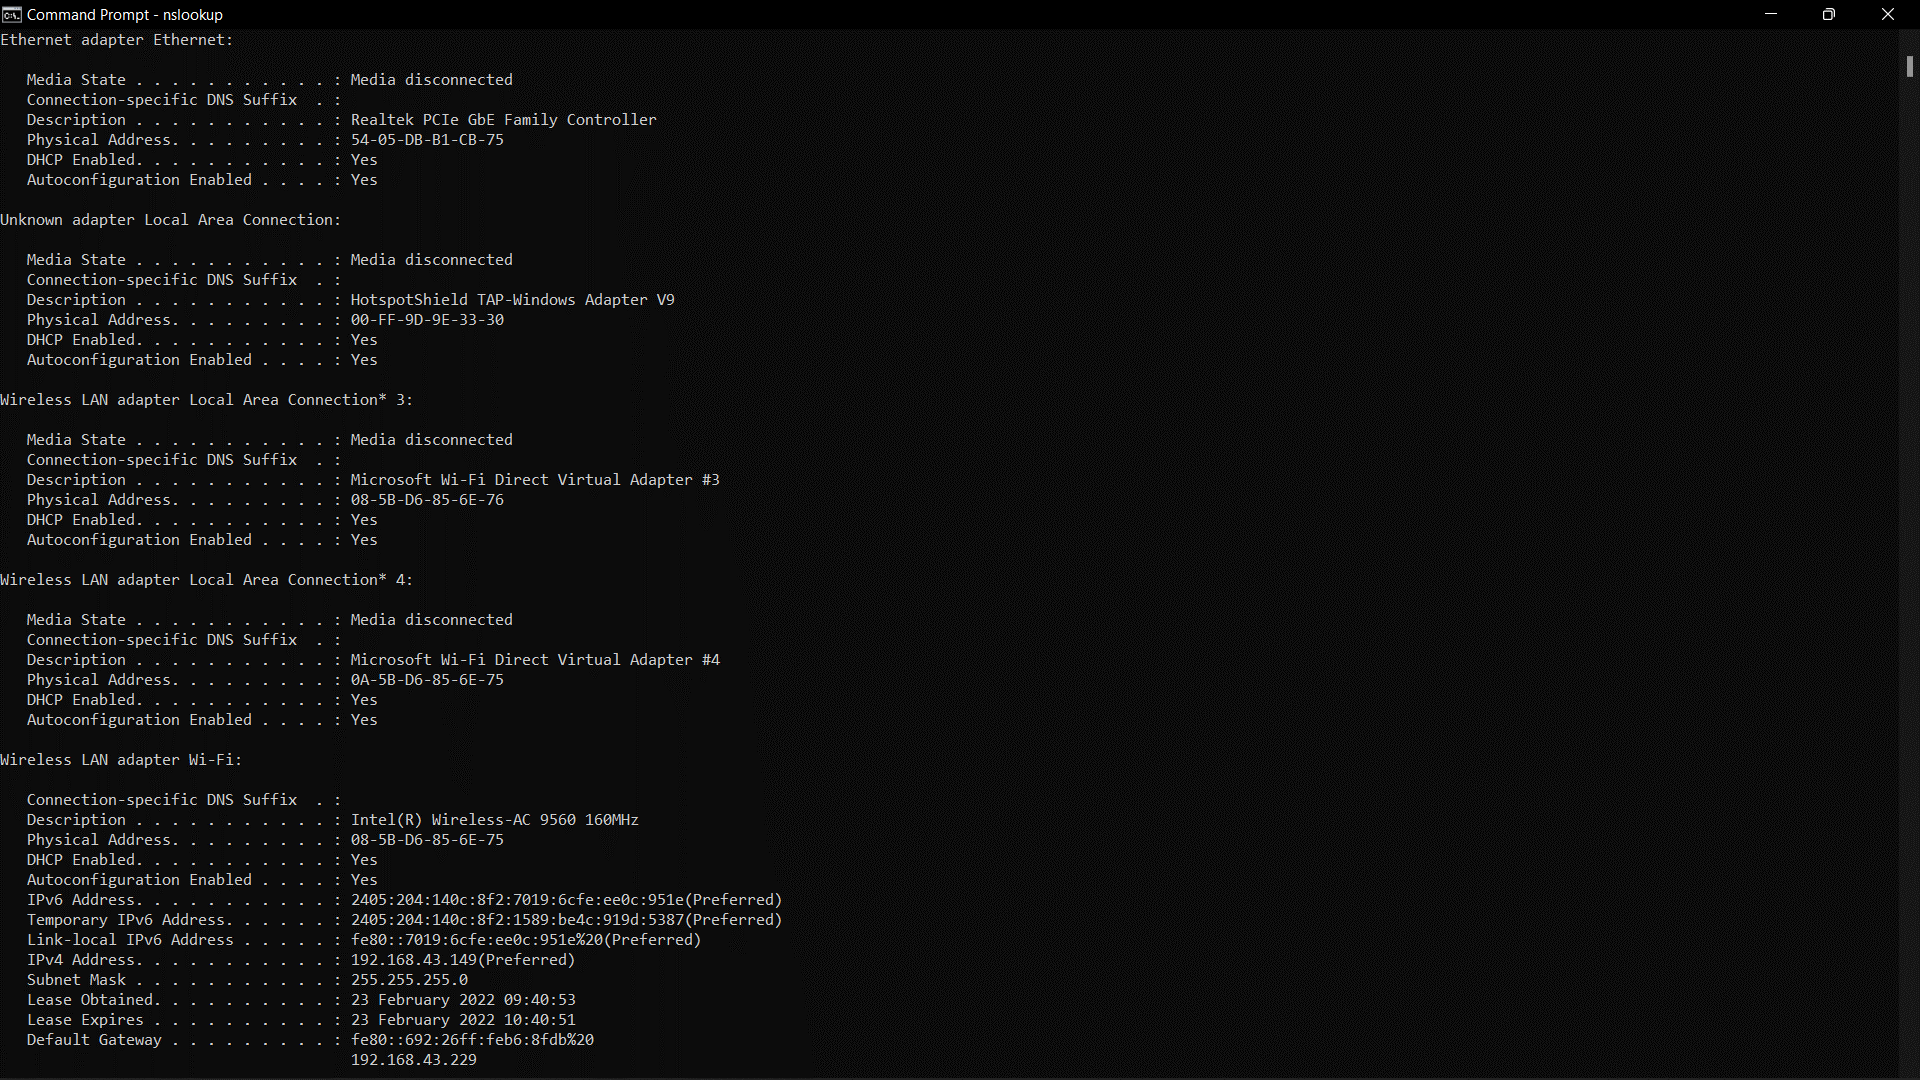 Command Prompt - nslookup
Ethernet adapter Ethernet:
Media State . . . . . . . . . . . : Media disconnected
Connection-specific DNS Suffix  . :
Description . . . . . . . . . . . : Realtek PCIe GbE Family Controller
Physical Address. . . . . . . . . : 54-05-DB-B1-CB-75
DHCP Enabled. . . . . . . . . . . : Yes
Autoconfiguration Enabled . . . . : Yes
Unknown adapter Local Area Connection:
Media State . . . . . . . . . . . : Media disconnected
Connection-specific DNS Suffix  . :
Description . . . . . . . . . . . : HotspotShield TAP-Windows Adapter V9
Physical Address. . . . . . . . . : 00-FF-9D-9E-33-30
DHCP Enabled. . . . . . . . . . . : Yes
Autoconfiguration Enabled . . . . : Yes
Wireless LAN adapter Local Area Connection* 3:
Media State . . . . . . . . . . . : Media disconnected
Connection-specific DNS Suffix  . :
Description . . . . . . . . . . . : Microsoft Wi-Fi Direct Virtual Adapter #3
Physical Address. . . . . . . . . : 08-5B-D6-85-6E-76
DHCP Enabled. . . . . . . . . . . : Yes
Autoconfiguration Enabled . . . . : Yes
Wireless LAN adapter Local Area Connection* 4:
Media State . . . . . . . . . . . : Media disconnected
Connection-specific DNS Suffix  . :
Description . . . . . . . . . . . : Microsoft Wi-Fi Direct Virtual Adapter #4
Physical Address. . . . . . . . . : 0A-5B-D6-85-6E-75
DHCP Enabled. . . . . . . . . . . : Yes
Autoconfiguration Enabled . . . . : Yes
Wireless LAN adapter Wi-Fi:
Connection-specific DNS Suffix  . :
Description . . . . . . . . . . . : Intel(R) Wireless-AC 9560 160MHz
Physical Address. . . . . . . . . : 08-5B-D6-85-6E-75
DHCP Enabled. . . . . . . . . . . : Yes
Autoconfiguration Enabled . . . . : Yes
IPv6 Address. . . . . . . . . . . : 2405:204:140c:8f2:7019:6cfe:ee0c:951e(Preferred)
Temporary IPv6 Address. . . . . . : 2405:204:140c:8f2:1589:be4c:919d:5387(Preferred)
Link-local IPv6 Address . . . . . : fe80::7019:6cfe:ee0c:951e%20(Preferred)
IPv4 Address. . . . . . . . . . . : 192.168.43.149(Preferred)
Subnet Mask . . . . . . . . . . . : 255.255.255.0
Lease Obtained. . . . . . . . . . : 23 February 2022 09:40:53
Lease Expires . . . . . . . . . . : 23 February 2022 10:40:51
Default Gateway . . . . . . . . . : fe80::692:26ff:feb6:8fdb%20
192.168.43.229